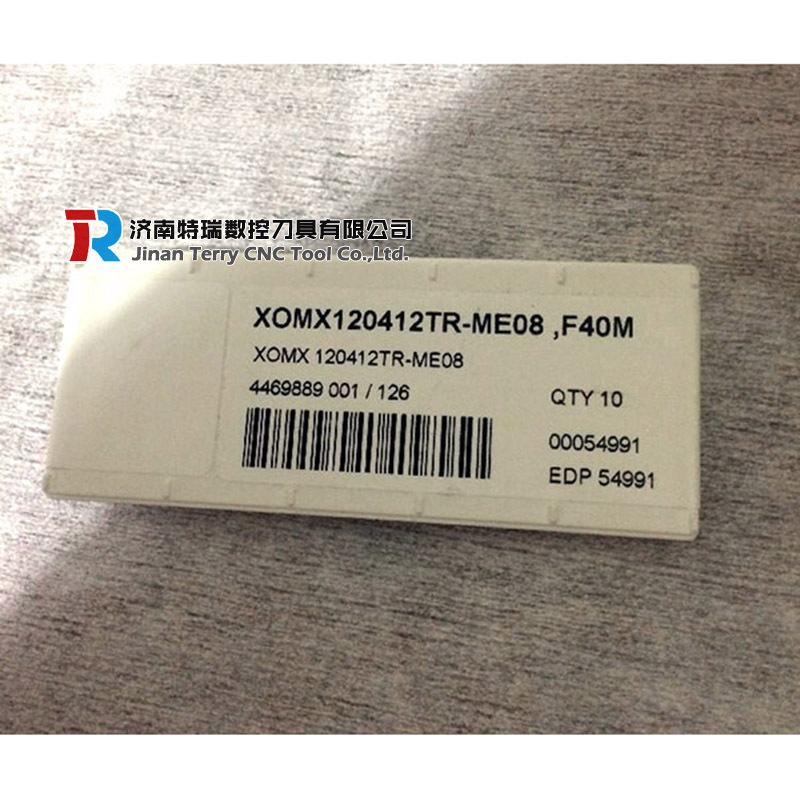 TR
济南特瑞数控刀具有限公司
Jinan Terry CNC Tool Co.,Ltd.
XOMX120412TR-ME08 ,F40M
XOMX 120412TR-ME08
4469889 001 / 126
QTY 10
00054991
EDP 54991